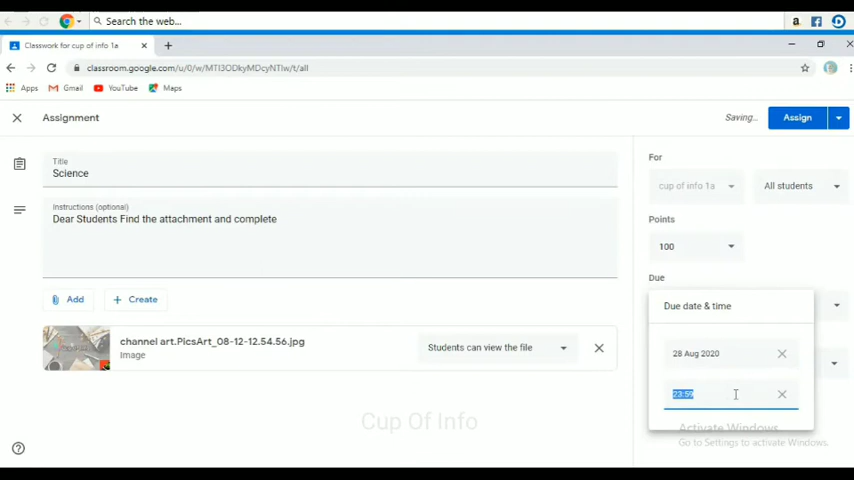 Search the web...
Classwork for cup of info 1a
classroom.google.com/u/0/w/MTI3ODkyMDcyNTIw/t/all
Apps Gmail YouTube Maps
Assignment Saving... Assign
Title
Science
Instructions (optional)
Dear Students Find the attachment and complete
Add Create
channel art.PicsArt_08-12-12.54.56.jpg
Image
Students can view the file
For
cup of info 1a All students
Points
100
Due
Due date & time
28 Aug 2020
23:59
Cup Of Info
Activate Windows
Go to Settings to activate Windows.